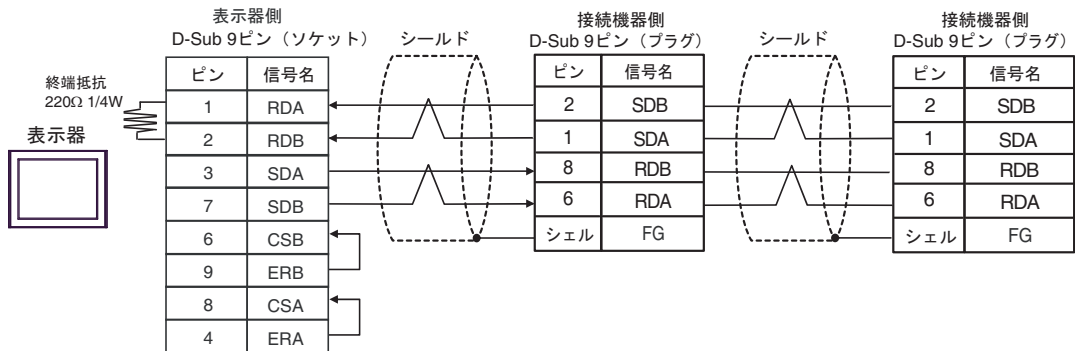 表示器側
D-Sub 9ピン（ソケット）
シールド
接続機器側
D-Sub 9ピン（プラグ）
シールド
接続機器側
D-Sub 9ピン（プラグ）
終端抵抗
220Ω 1/4W
表示器
ピン 信号名
1 RDA
2 RDB
3 SDA
7 SDB
6 CSB
9 ERB
8 CSA
4 ERA
ピン 信号名
2 SDB
1 SDA
8 RDB
6 RDA
シェル FG
ピン 信号名
2 SDB
1 SDA
8 RDB
6 RDA
シェル FG